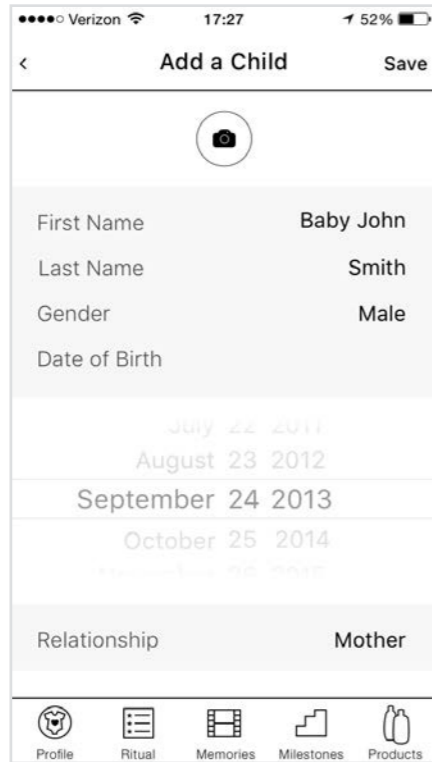 Verizon 17:27 52%
< Add a Child Save
First Name Baby John
Last Name Smith
Gender Male
Date of Birth
July 22 2011
August 23 2012
September 24 2013
October 25 2014
Relationship Mother
Profile Ritual Memories Milestones Products